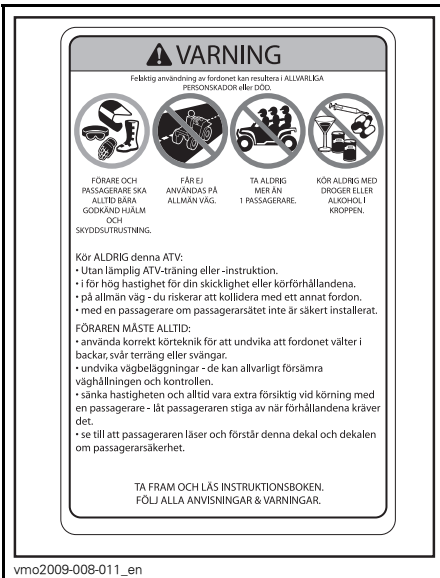 VARNING
Felaktig användning av fordonet kan resultera i ALLVARLIGA
PERSONSKADOR eller DÖD.
FÖRARE OCH
PASSAGERARE SKA
ALLTID BÄRA
GODKÄND HJÄLM
OCH
SKYDDSUTRUSTNING.
FÅR EJ
ANVÄNDAS PÅ
ALLMÄN VÄG.
TA ALDRIG
MER ÄN
1 PASSAGERARE.
KÖR ALDRIG MED
DROGER ELLER
ALKOHOL I
KROPPEN.
Kör ALDRIG denna ATV:
• Utan lämplig ATV-träning eller -instruktion.
• i för hög hastighet för din skicklighet eller körförhållandena.
• på allmän väg - du riskerar att kollidera med ett annat fordon.
• med en passagerare om passagerarsätet inte är säkert installerat.
FÖRAREN MÅSTE ALLTID:
• använda korrekt körteknik för att undvika att fordonet välter i
backar, svår terräng eller svängar.
• undvika vägbeläggningar - de kan allvarligt försämra
väghållningen och kontrollen.
• sänka hastigheten och alltid vara extra försiktig vid körning med
en passagerare - låt passageraren stiga av när förhållandena kräver
det.
• se till att passageraren läser och förstår denna dekal och dekalen
om passagerarsäkerhet.
TA FRAM OCH LÄS INSTRUKTIONSBOKEN.
FÖLJ ALLA ANVISNINGAR & VARNINGAR.
vmo2009-008-011_en